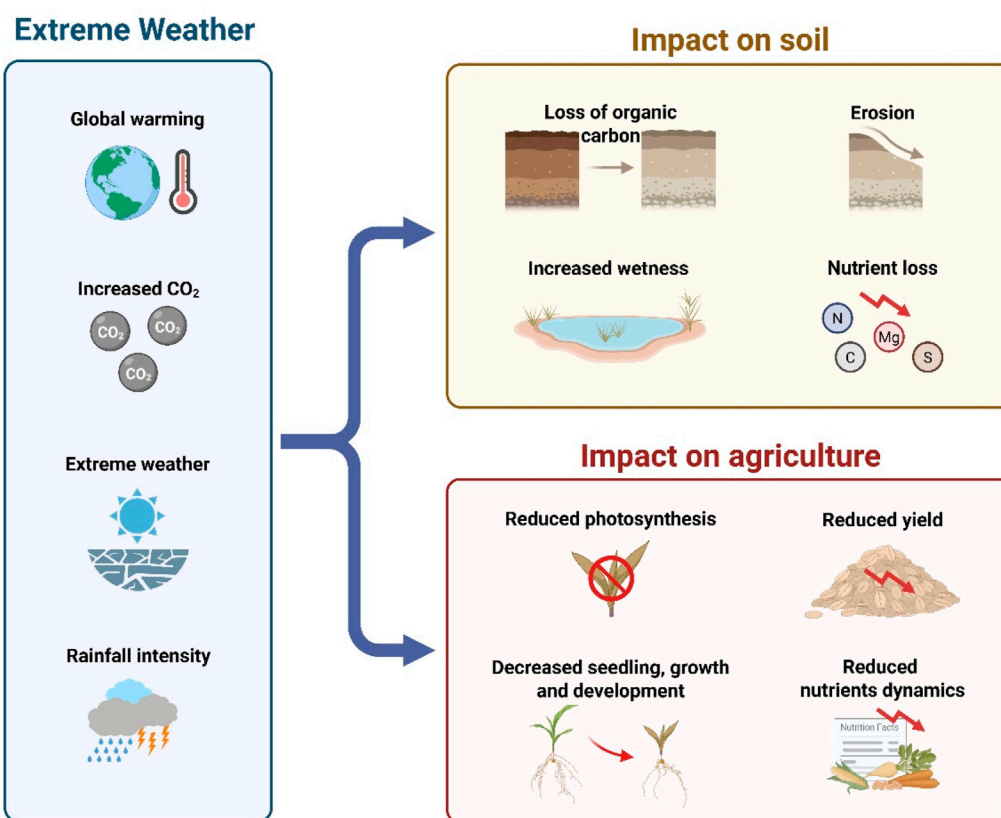 Extreme Weather
Global warming
Increased CO₂
CO₂
CO₂
CO₂
Extreme weather
Rainfall intensity
Impact on soil
Loss of organic
carbon
Erosion
Increased wetness
Nutrient loss
N
Mg
C
S
Impact on agriculture
Reduced photosynthesis
Reduced yield
Decreased seedling, growth
and development
Reduced
nutrients dynamics
Nutrition Facts